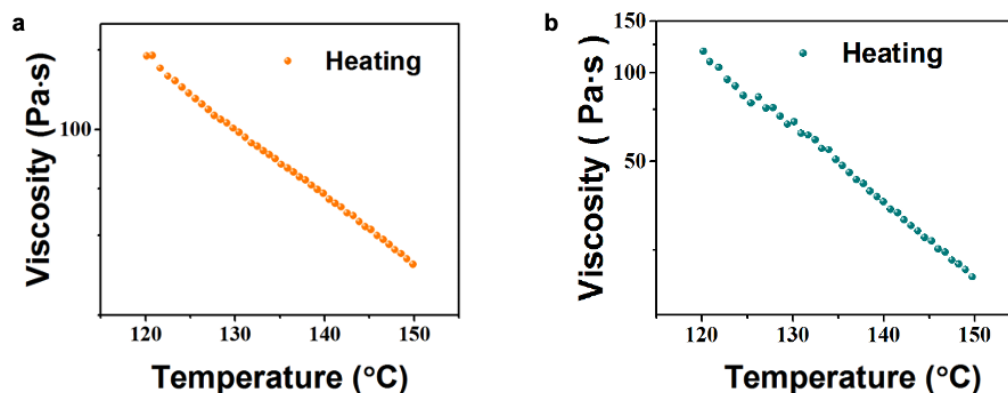 a
Heating
Viscosity (Pa·s)
100
120 130 140 150
Temperature (°C)
b
Heating
Viscosity ( Pa·s)
150
100
50
120 130 140 150
Temperature (°C)